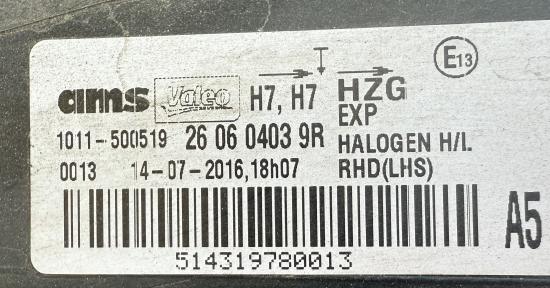 ams Valeo H7, H7 HZG E13
EXP
1011-500519 26 06 0403 9R HALOGEN H/L
0013 14-07-2016,18h07 RHD(LHS)
A5
514319780013